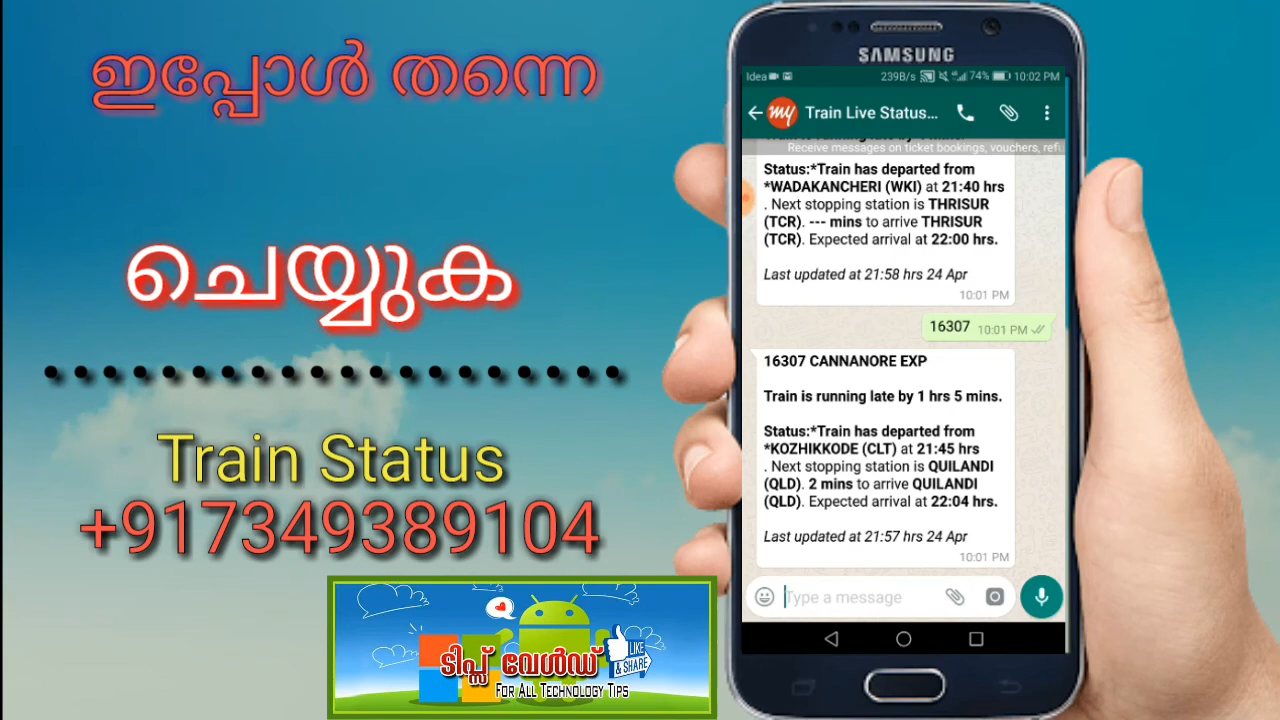 ഇപ്പോൾ തന്നെ
ചെയ്യുക
Train Status
+917349389104
ടിപ്സ് വേൾഡ്
LIKE
& SHARE
FOR ALL TECHNOLOGY TIPS
SAMSUNG
Idea 239B/s 74% 10:02 PM
my Train Live Status...
Receive messages on ticket bookings, vouchers, refi
Status:*Train has departed from
*WADAKANCHERI (WKI) at 21:40 hrs
. Next stopping station is THRISUR
(TCR). --- mins to arrive THRISUR
(TCR). Expected arrival at 22:00 hrs.
Last updated at 21:58 hrs 24 Apr
10:01 PM
16307 10:01 PM
16307 CANNANORE EXP
Train is running late by 1 hrs 5 mins.
Status:*Train has departed from
*KOZHIKKODE (CLT) at 21:45 hrs
. Next stopping station is QUILANDI
(QLD). 2 mins to arrive QUILANDI
(QLD). Expected arrival at 22:04 hrs.
Last updated at 21:57 hrs 24 Apr
10:01 PM
Type a message